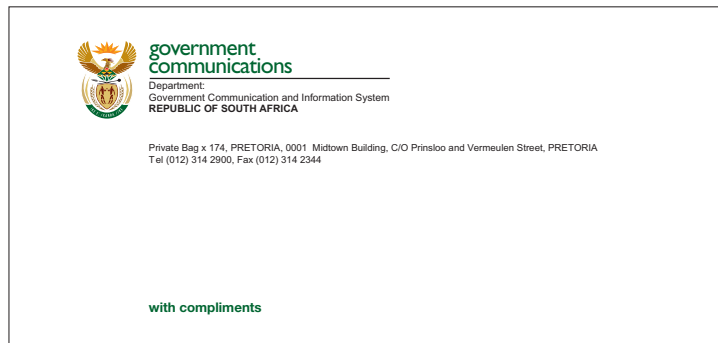 government
communications
Department:
Government Communication and Information System
REPUBLIC OF SOUTH AFRICA
Private Bag x 174, PRETORIA, 0001 Midtown Building, C/O Prinsloo and Vermeulen Street, PRETORIA
Tel (012) 314 2900, Fax (012) 314 2344
with compliments